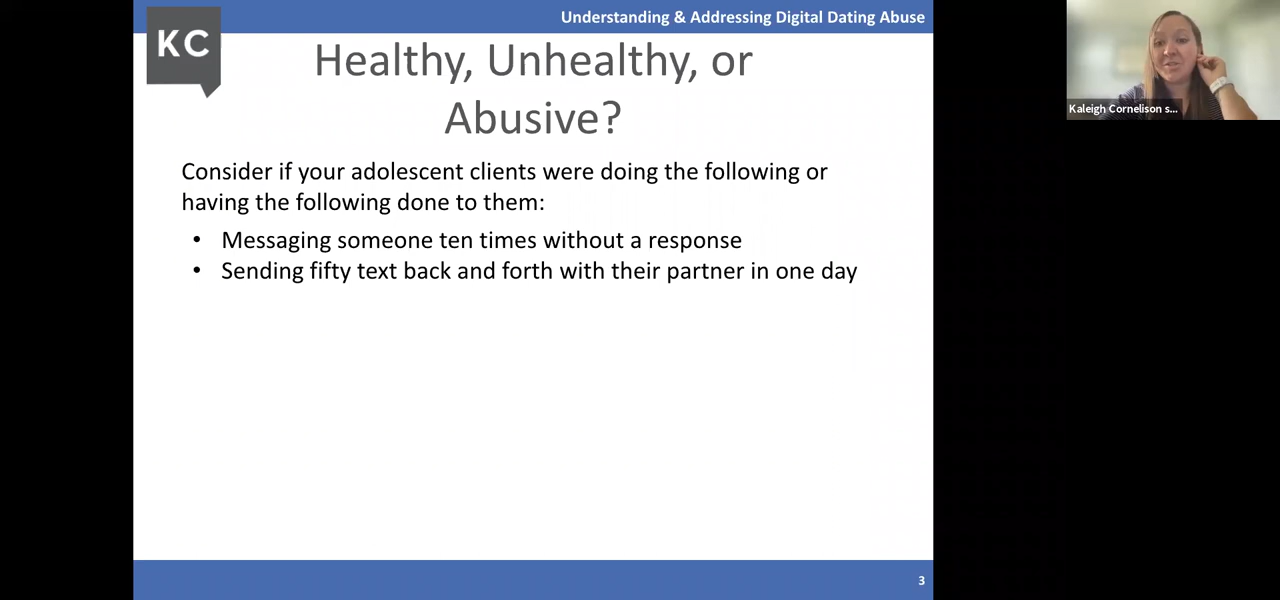 Understanding & Addressing Digital Dating Abuse
KC
Healthy, Unhealthy, or
Abusive?
Consider if your adolescent clients were doing the following or
having the following done to them:
• Messaging someone ten times without a response
• Sending fifty text back and forth with their partner in one day
3
Kaleigh Cornelison s...